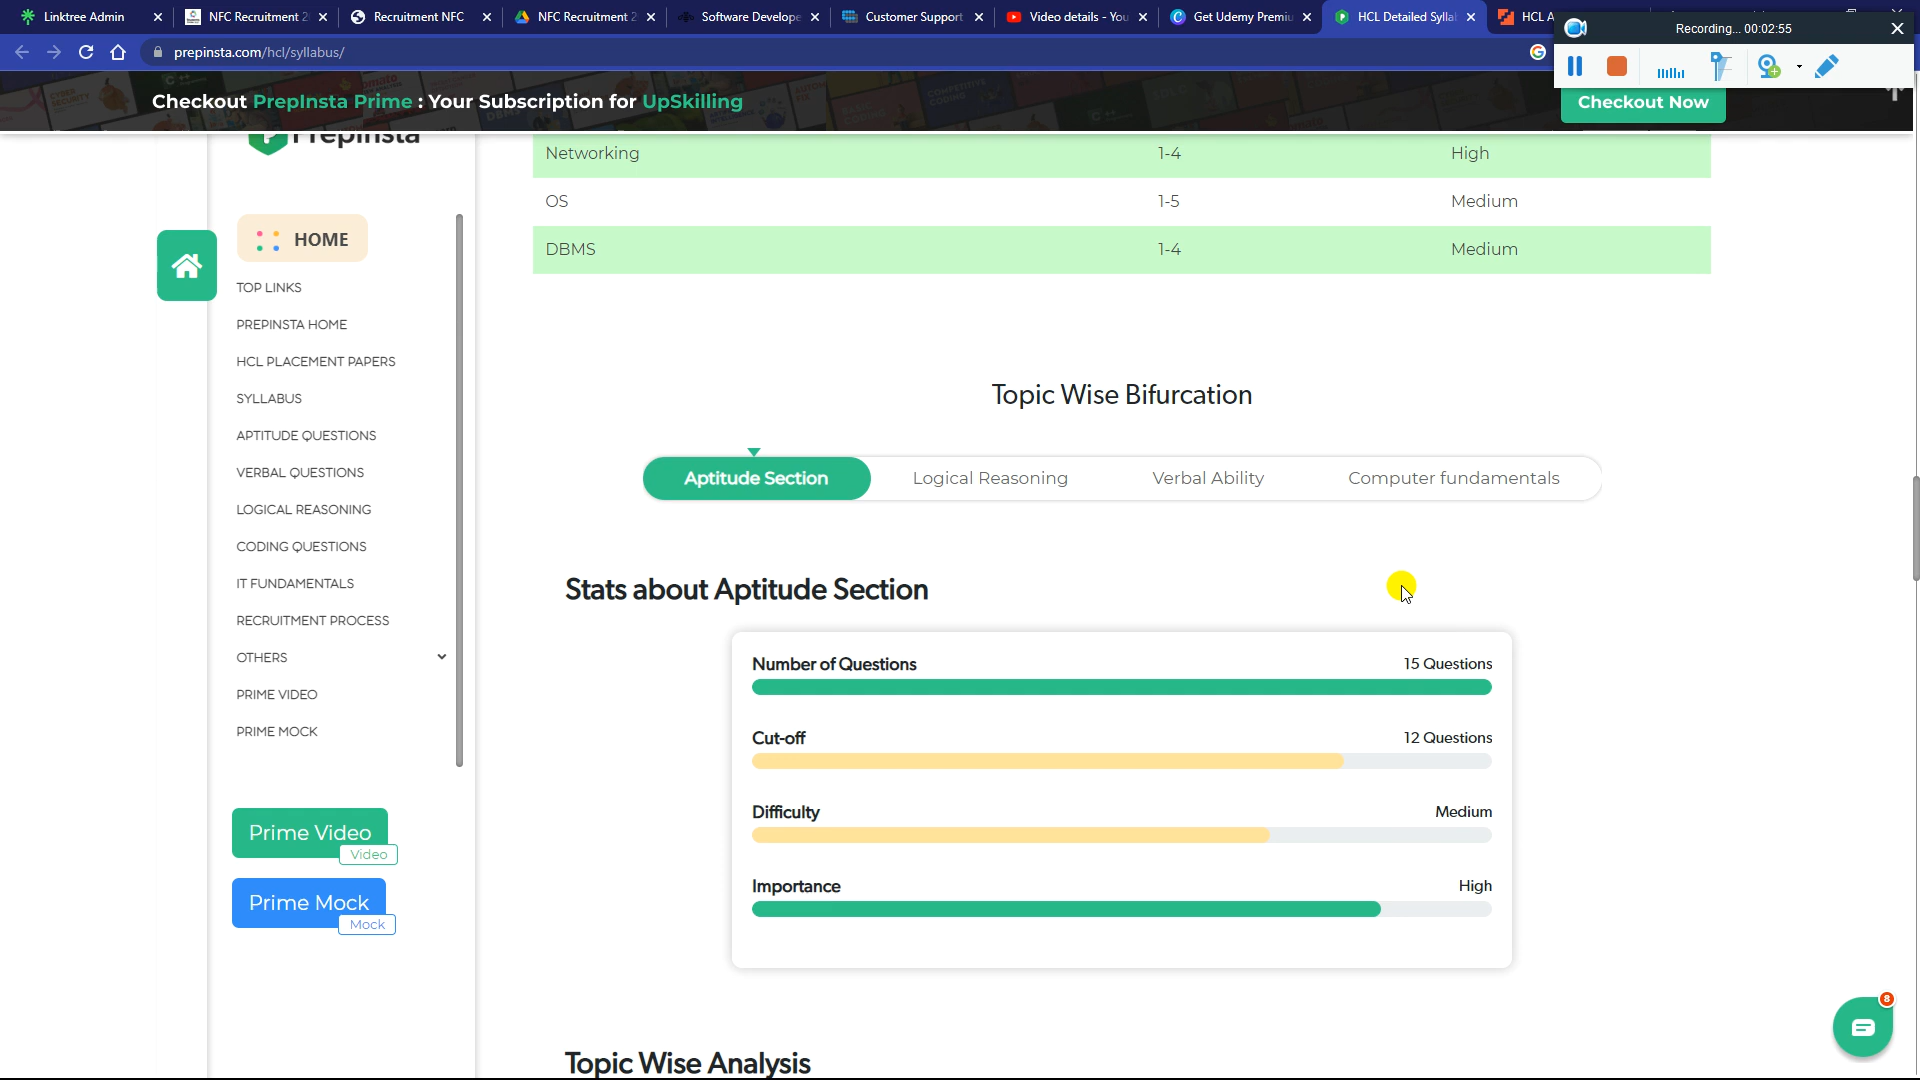 Linktree Admin
NFC Recruitment 2
Recruitment NFC
NFC Recruitment 2
Software Develope
Customer Support
Video details - You
Get Udemy Premiu
HCL Detailed Sylla
HCL A
Recording... 00:02:55
prepinsta.com/hcl/syllabus/
Checkout PrepInsta Prime : Your Subscription for UpSkilling
Checkout Now
PrepInsta
Networking 1-4 High
OS 1-5 Medium
DBMS 1-4 Medium
HOME
TOP LINKS
PREPINSTA HOME
HCL PLACEMENT PAPERS
SYLLABUS
APTITUDE QUESTIONS
VERBAL QUESTIONS
LOGICAL REASONING
CODING QUESTIONS
IT FUNDAMENTALS
RECRUITMENT PROCESS
OTHERS
PRIME VIDEO
PRIME MOCK
Prime Video
Video
Prime Mock
Mock
Topic Wise Bifurcation
Aptitude Section
Logical Reasoning
Verbal Ability
Computer fundamentals
Stats about Aptitude Section
Number of Questions 15 Questions
Cut-off 12 Questions
Difficulty Medium
Importance High
Topic Wise Analysis
8